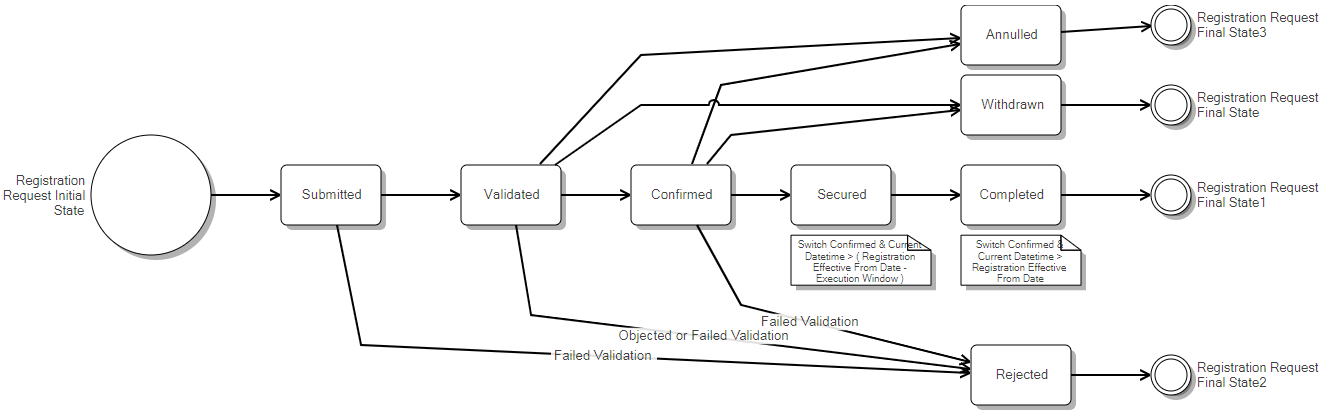 Annulled
Registration Request
Final State3
Withdrawn
Registration Request
Final State
Registration
Request Initial
State
Submitted
Validated
Confirmed
Secured
Completed
Registration Request
Final State1
Switch Confirmed & Current
Datetime > ( Registration
Effective From Date -
Execution Window )
Switch Confirmed &
Current Datetime >
Registration Effective
From Date
Failed Validation
Objected or Failed Validation
Failed Validation
Rejected
Registration Request
Final State2